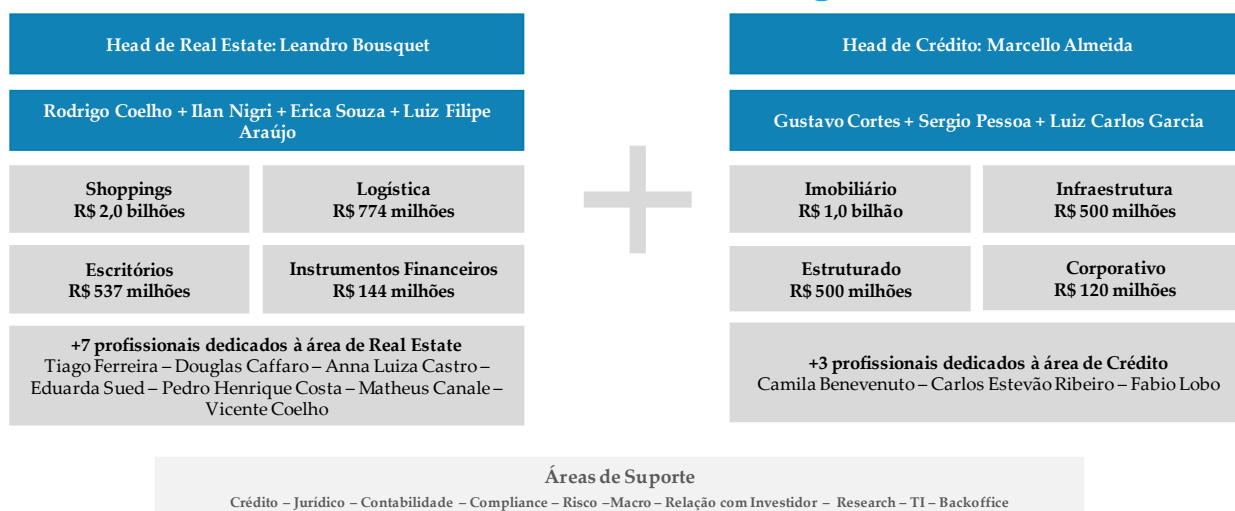 Head de Real Estate: Leandro Bousquet
Rodrigo Coelho + Ilan Nigri + Erica Souza + Luiz Filipe
Araújo
Shoppings
R$ 2,0 bilhões
Logística
R$ 774 milhões
Escritórios
R$ 537 milhões
Instrumentos Financeiros
R$ 144 milhões
+7 profissionais dedicados à área de Real Estate
Tiago Ferreira – Douglas Caffaro – Anna Luiza Castro –
Eduarda Sued – Pedro Henrique Costa – Matheus Canale –
Vicente Coelho
Head de Crédito: Marcello Almeida
Gustavo Cortes + Sergio Pessoa + Luiz Carlos Garcia
Imobiliário
R$ 1,0 bilhão
Infraestrutura
R$ 500 milhões
Estruturado
R$ 500 milhões
Corporativo
R$ 120 milhões
+3 profissionais dedicados à área de Crédito
Camila Benevenuto – Carlos Estevão Ribeiro – Fabio Lobo
Áreas de Suporte
Crédito – Jurídico – Contabilidade – Compliance – Risco –Macro – Relação com Investidor – Research – TI – Backoffice